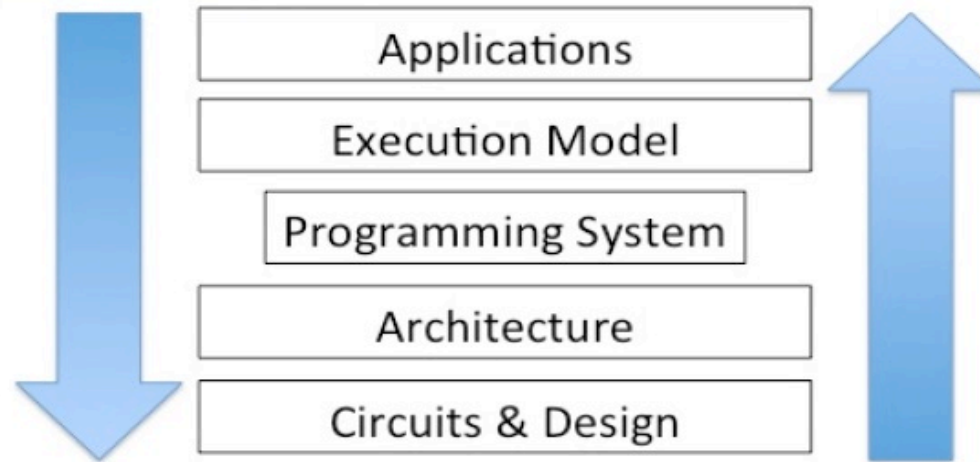 Applications
Execution Model
Programming System
Architecture
Circuits & Design